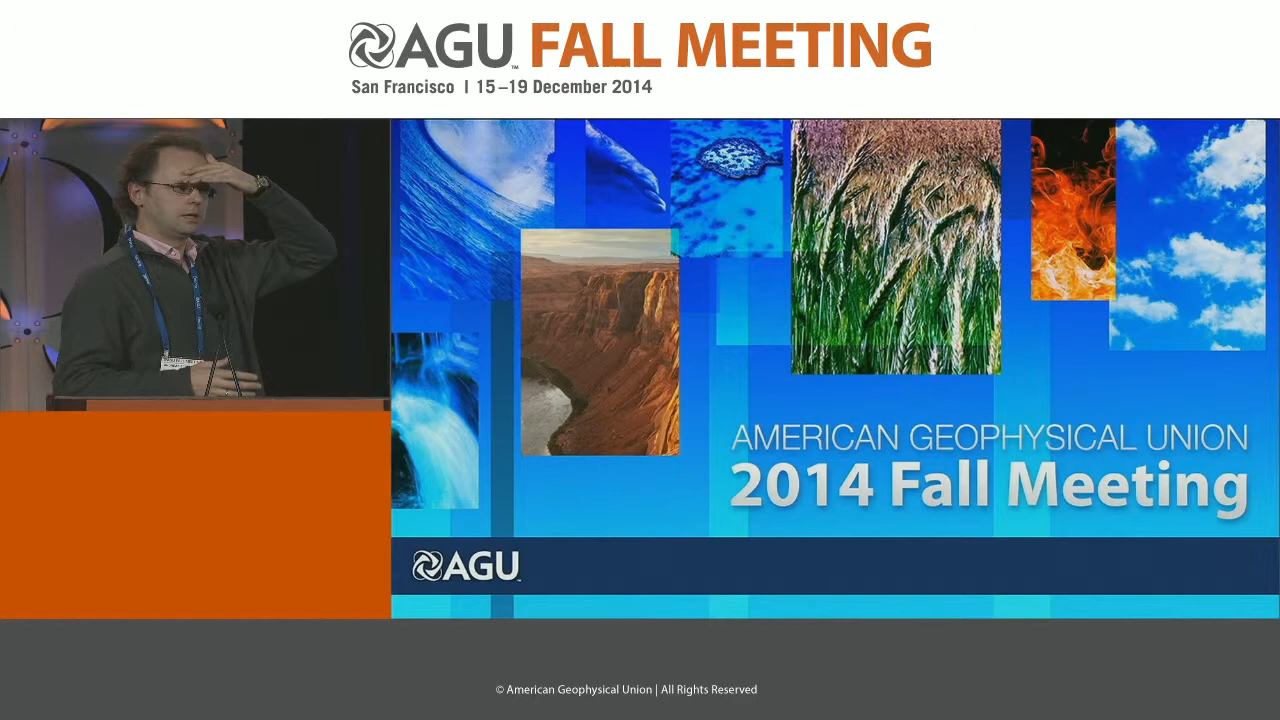 AGU FALL MEETING
San Francisco | 15–19 December 2014
AMERICAN GEOPHYSICAL UNION
2014 Fall Meeting
AGU
© American Geophysical Union | All Rights Reserved